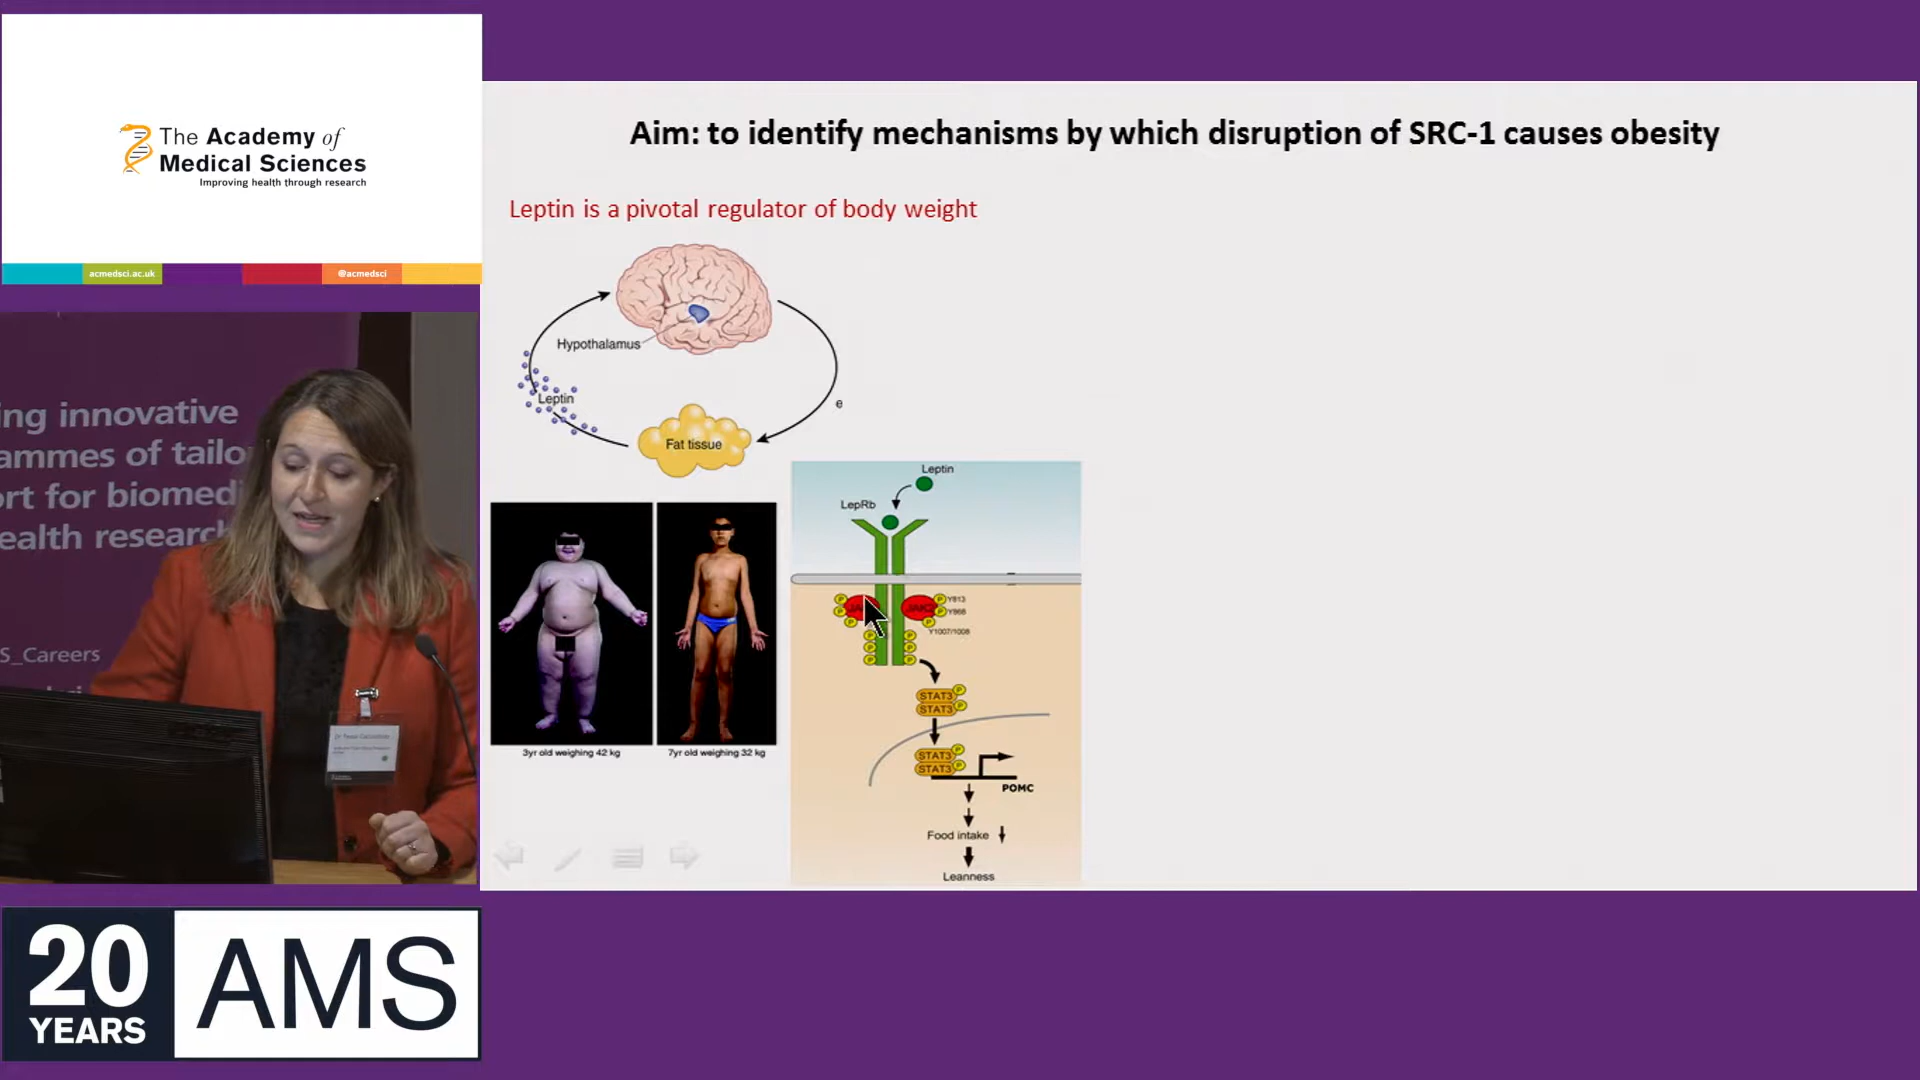 The Academy of
Medical Sciences
Improving health through research
acmedsci.ac.uk
@acmedsci
ing innovative
ammes of tailo
ort for biomedi
ealth research
S_Careers
20
YEARS
AMS
Aim: to identify mechanisms by which disruption of SRC-1 causes obesity
Leptin is a pivotal regulator of body weight
Hypothalamus
Leptin
e
Fat tissue
3yr old weighing 42 kg
7yr old weighing 32 kg
Leptin
LepRb
P
P
P
P
P
P
Y813
Y868
Y1007/1008
P
P
P
P
P
P
STAT3 P
STAT3 P
STAT3 P
STAT3 P
POMC
Food intake
Leanness